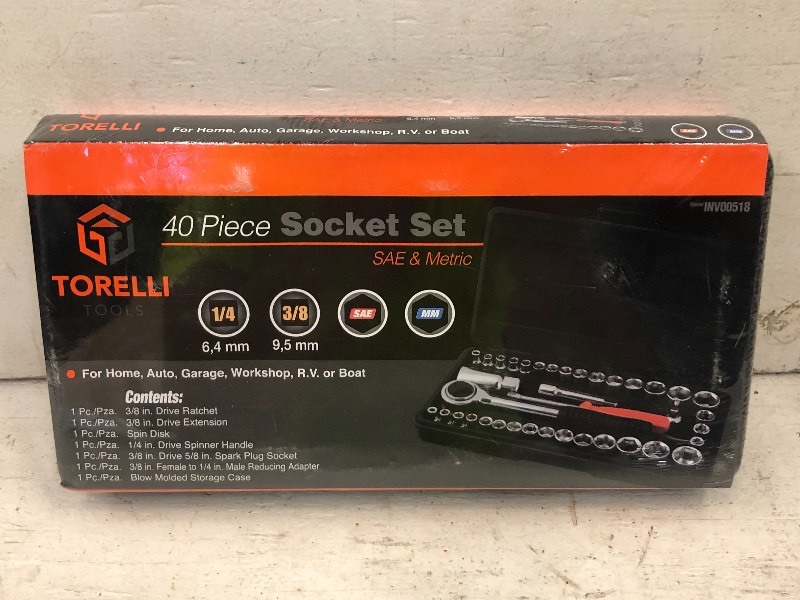 TORELLI
SAE & Metric
For Home, Auto, Garage, Workshop, R.V. or Boat
SAE
MM
INV00518
40 Piece Socket Set
SAE & Metric
TORELLI
TOOLS
1/4
3/8
SAE
MM
6,4 mm
9,5 mm
For Home, Auto, Garage, Workshop, R.V. or Boat
Contents:
1 Pc./Pza. 3/8 in. Drive Ratchet
1 Pc./Pza. 3/8 in. Drive Extension
1 Pc./Pza. Spin Disk
1 Pc./Pza. 1/4 in. Drive Spinner Handle
1 Pc./Pza. 3/8 in. Drive 5/8 in. Spark Plug Socket
1 Pc./Pza. 3/8 in. Female to 1/4 in. Male Reducing Adapter
1 Pc./Pza. Blow Molded Storage Case